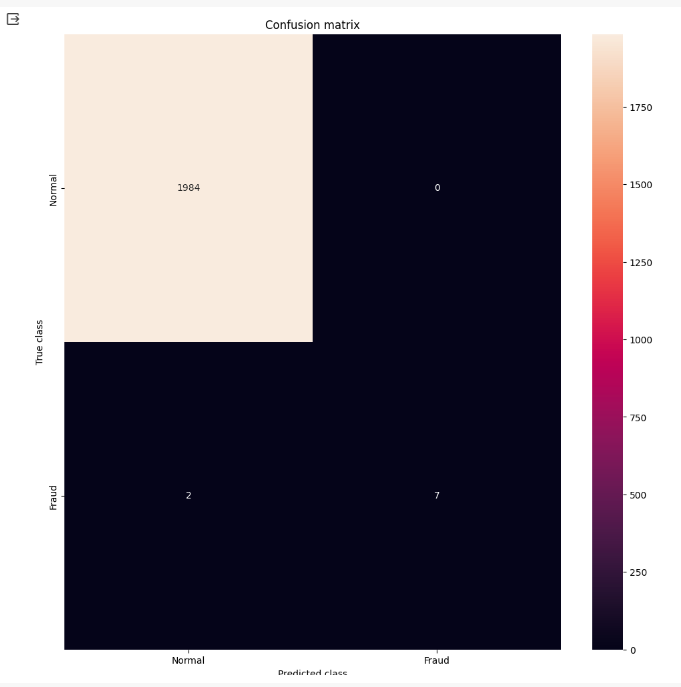 Confusion matrix
Normal
1984
0
True class
Fraud
2
7
Normal
Fraud
Predicted class
1750
1500
1250
1000
750
500
250
0